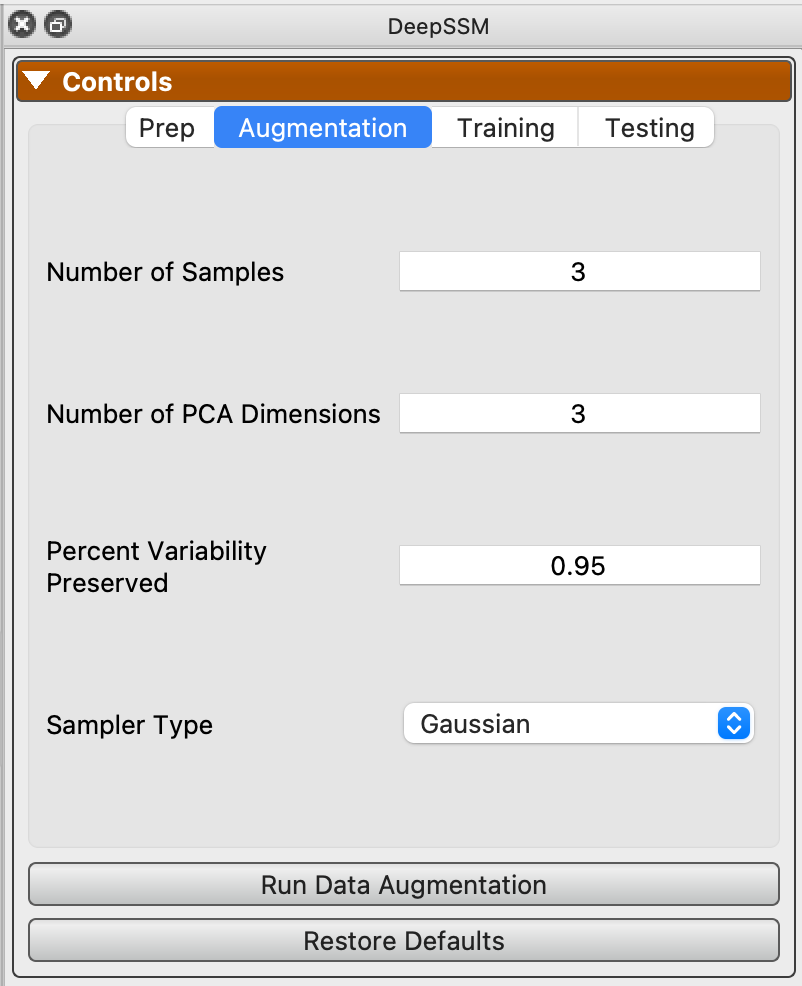 DeepSSM
Controls
Prep Augmentation Training Testing
Number of Samples 3
Number of PCA Dimensions 3
Percent Variability
Preserved 0.95
Sampler Type Gaussian
Run Data Augmentation
Restore Defaults